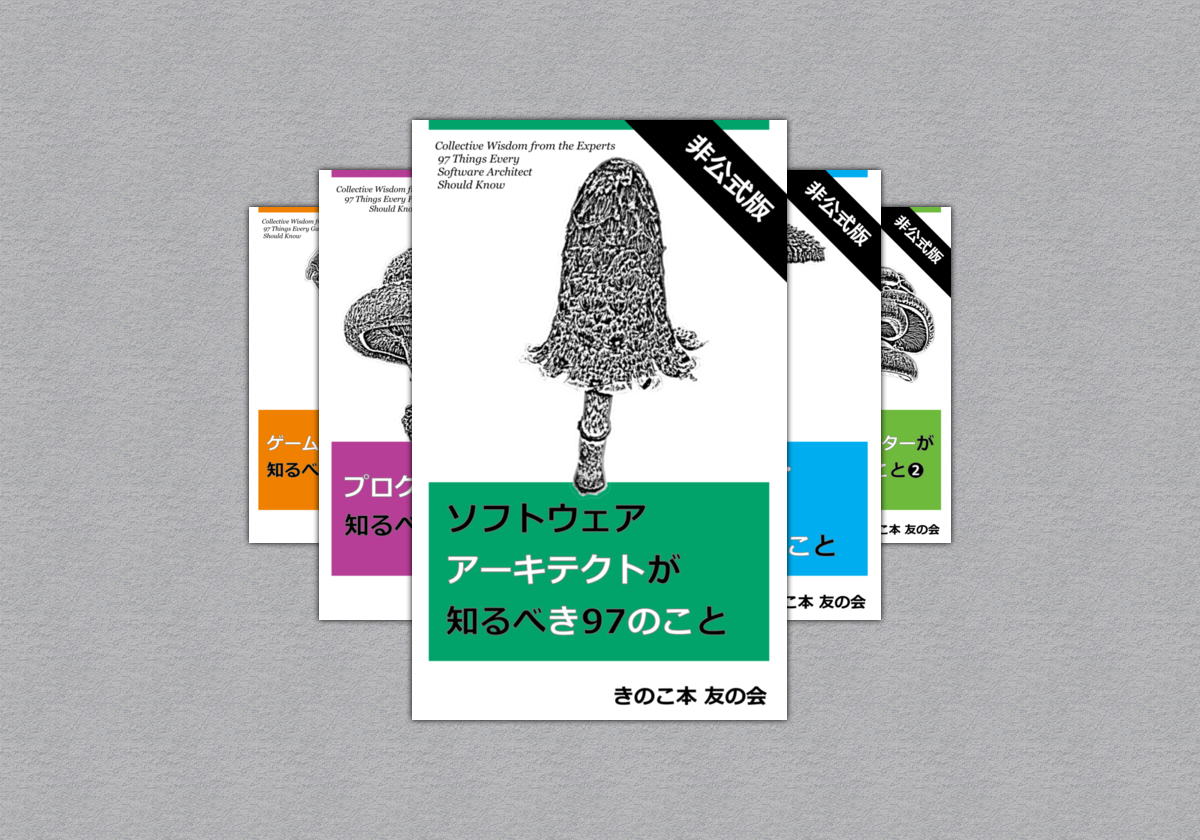 Collective Wisdom from the Experts
97 Things Every
Software Architect
Should Know
非公式版
ソフトウェア
アーキテクトが
知るべき97のこと
きのこ本 友の会
Collective Wisdom
97 Things Every
Should
プログ
知るべ
Collective Wisdom
97 Things Every
Should Know
ゲーム
知るべ
非公式版
こと
こ本 友の会
非公式版
ターが
こと❷
こ本 友の会